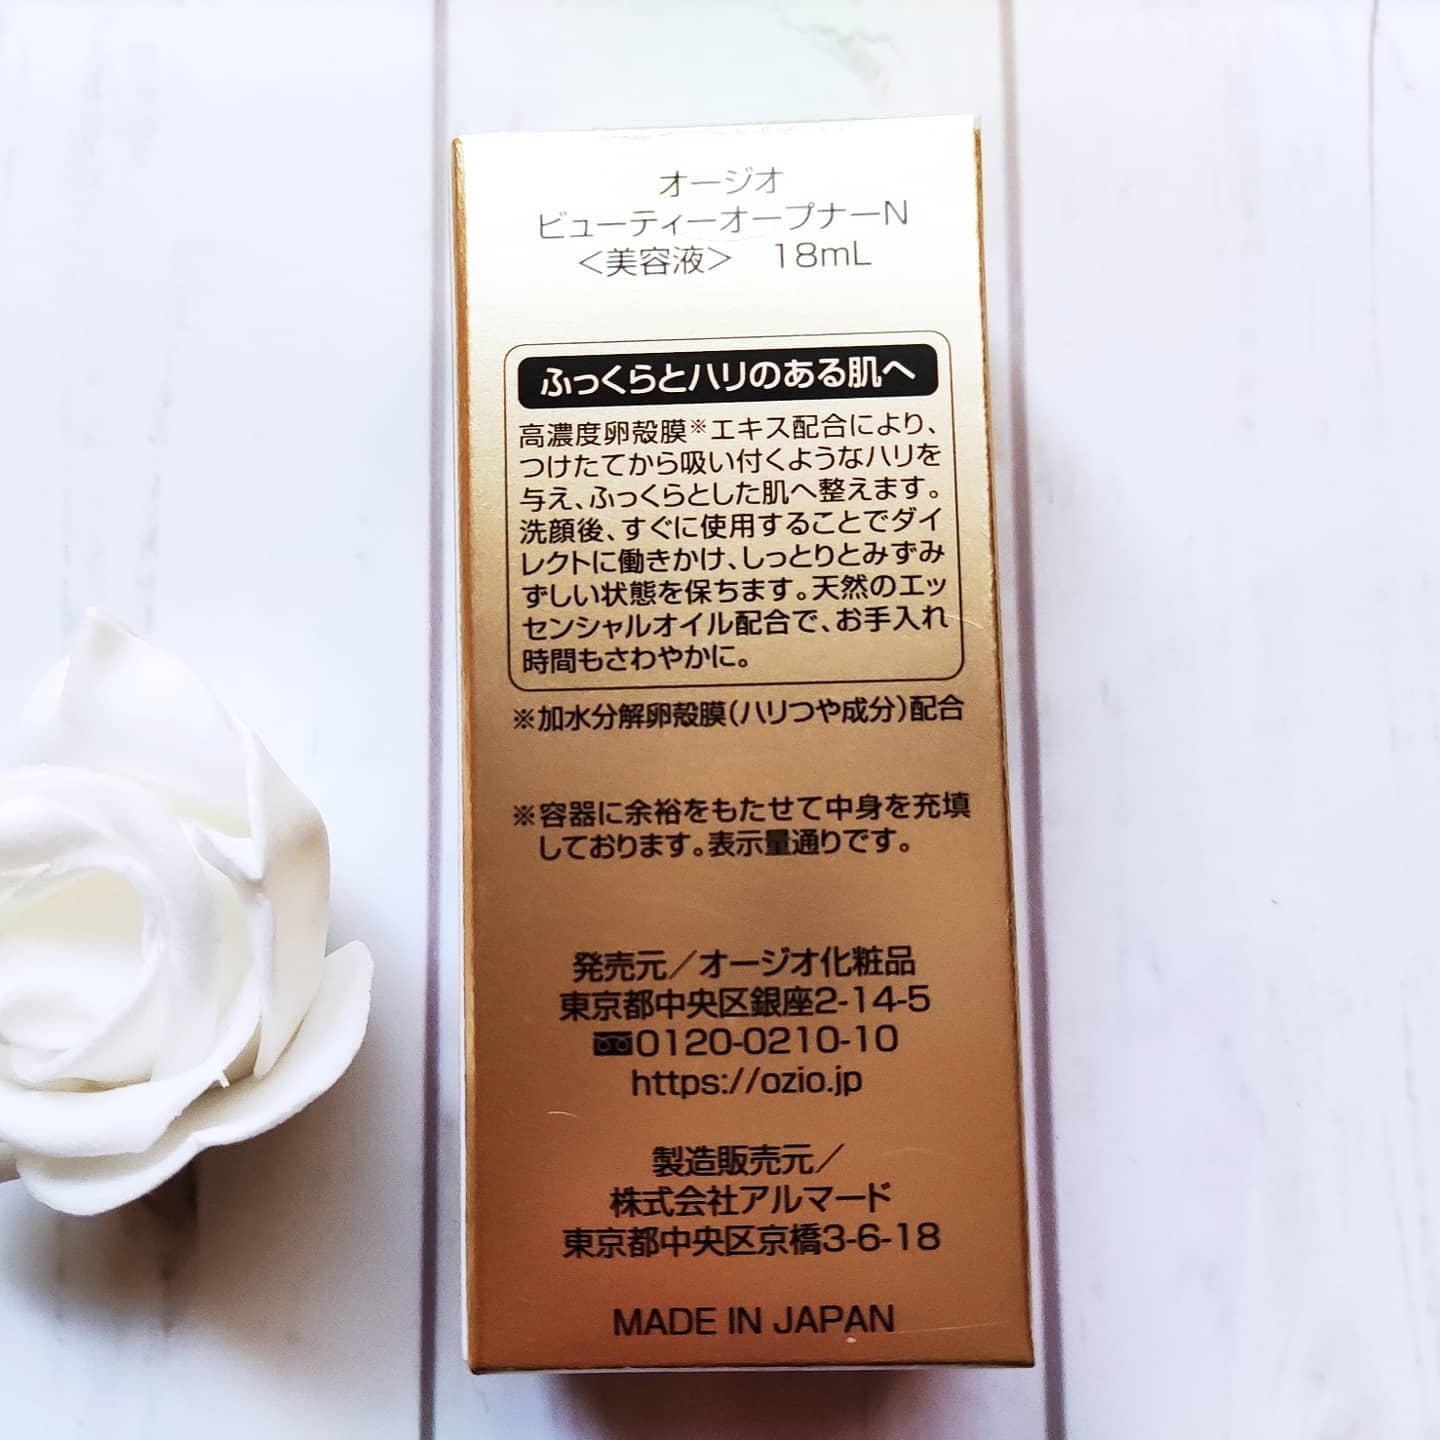 オージオ
ビューティーオープナーN
＜美容液＞　18mL
ふっくらとハリのある肌へ
高濃度卵殻膜※エキス配合により、
つけたてから吸い付くようなハリを
与え、ふっくらとした肌へ整えます。
洗顔後、すぐに使用することでダイ
レクトに働きかけ、しっとりとみずみ
ずしい状態を保ちます。天然のエッ
センシャルオイル配合で、お手入れ
時間もさわやかに。
※加水分解卵殻膜（ハリつや成分）配合
※容器に余裕をもたせて中身を充填
しております。表示量通りです。
発売元／オージオ化粧品
東京都中央区銀座2-14-5
0120-0210-10
https://ozio.jp
製造販売元／
株式会社アルマード
東京都中央区京橋3-6-18
MADE IN JAPAN